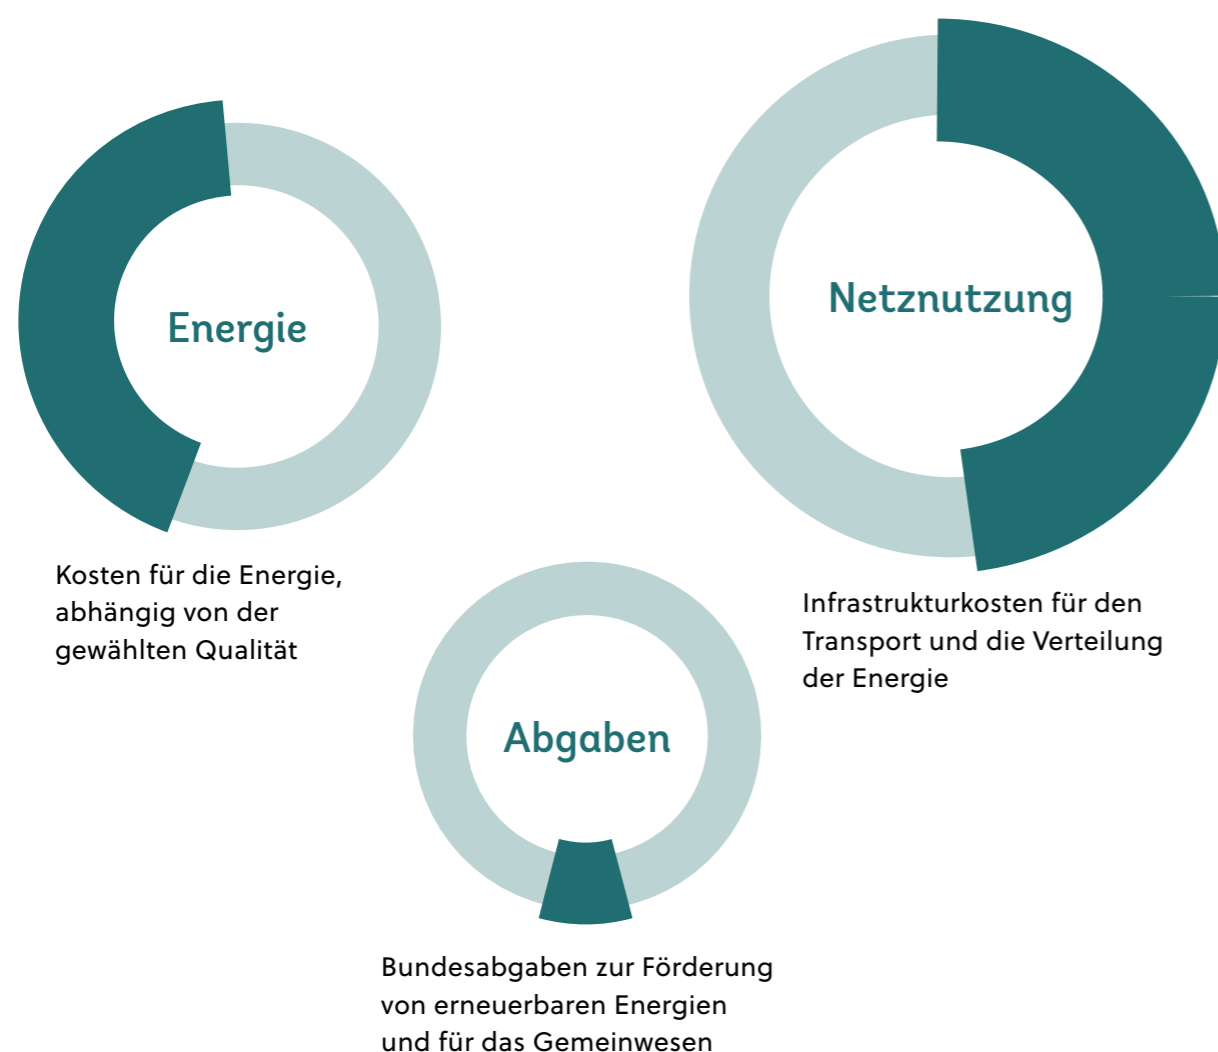 Energie
Kosten für die Energie,
abhängig von der
gewählten Qualität
Netznutzung
Infrastrukturkosten für den
Transport und die Verteilung
der Energie
Abgaben
Bundesabgaben zur Förderung
von erneuerbaren Energien
und für das Gemeinwesen